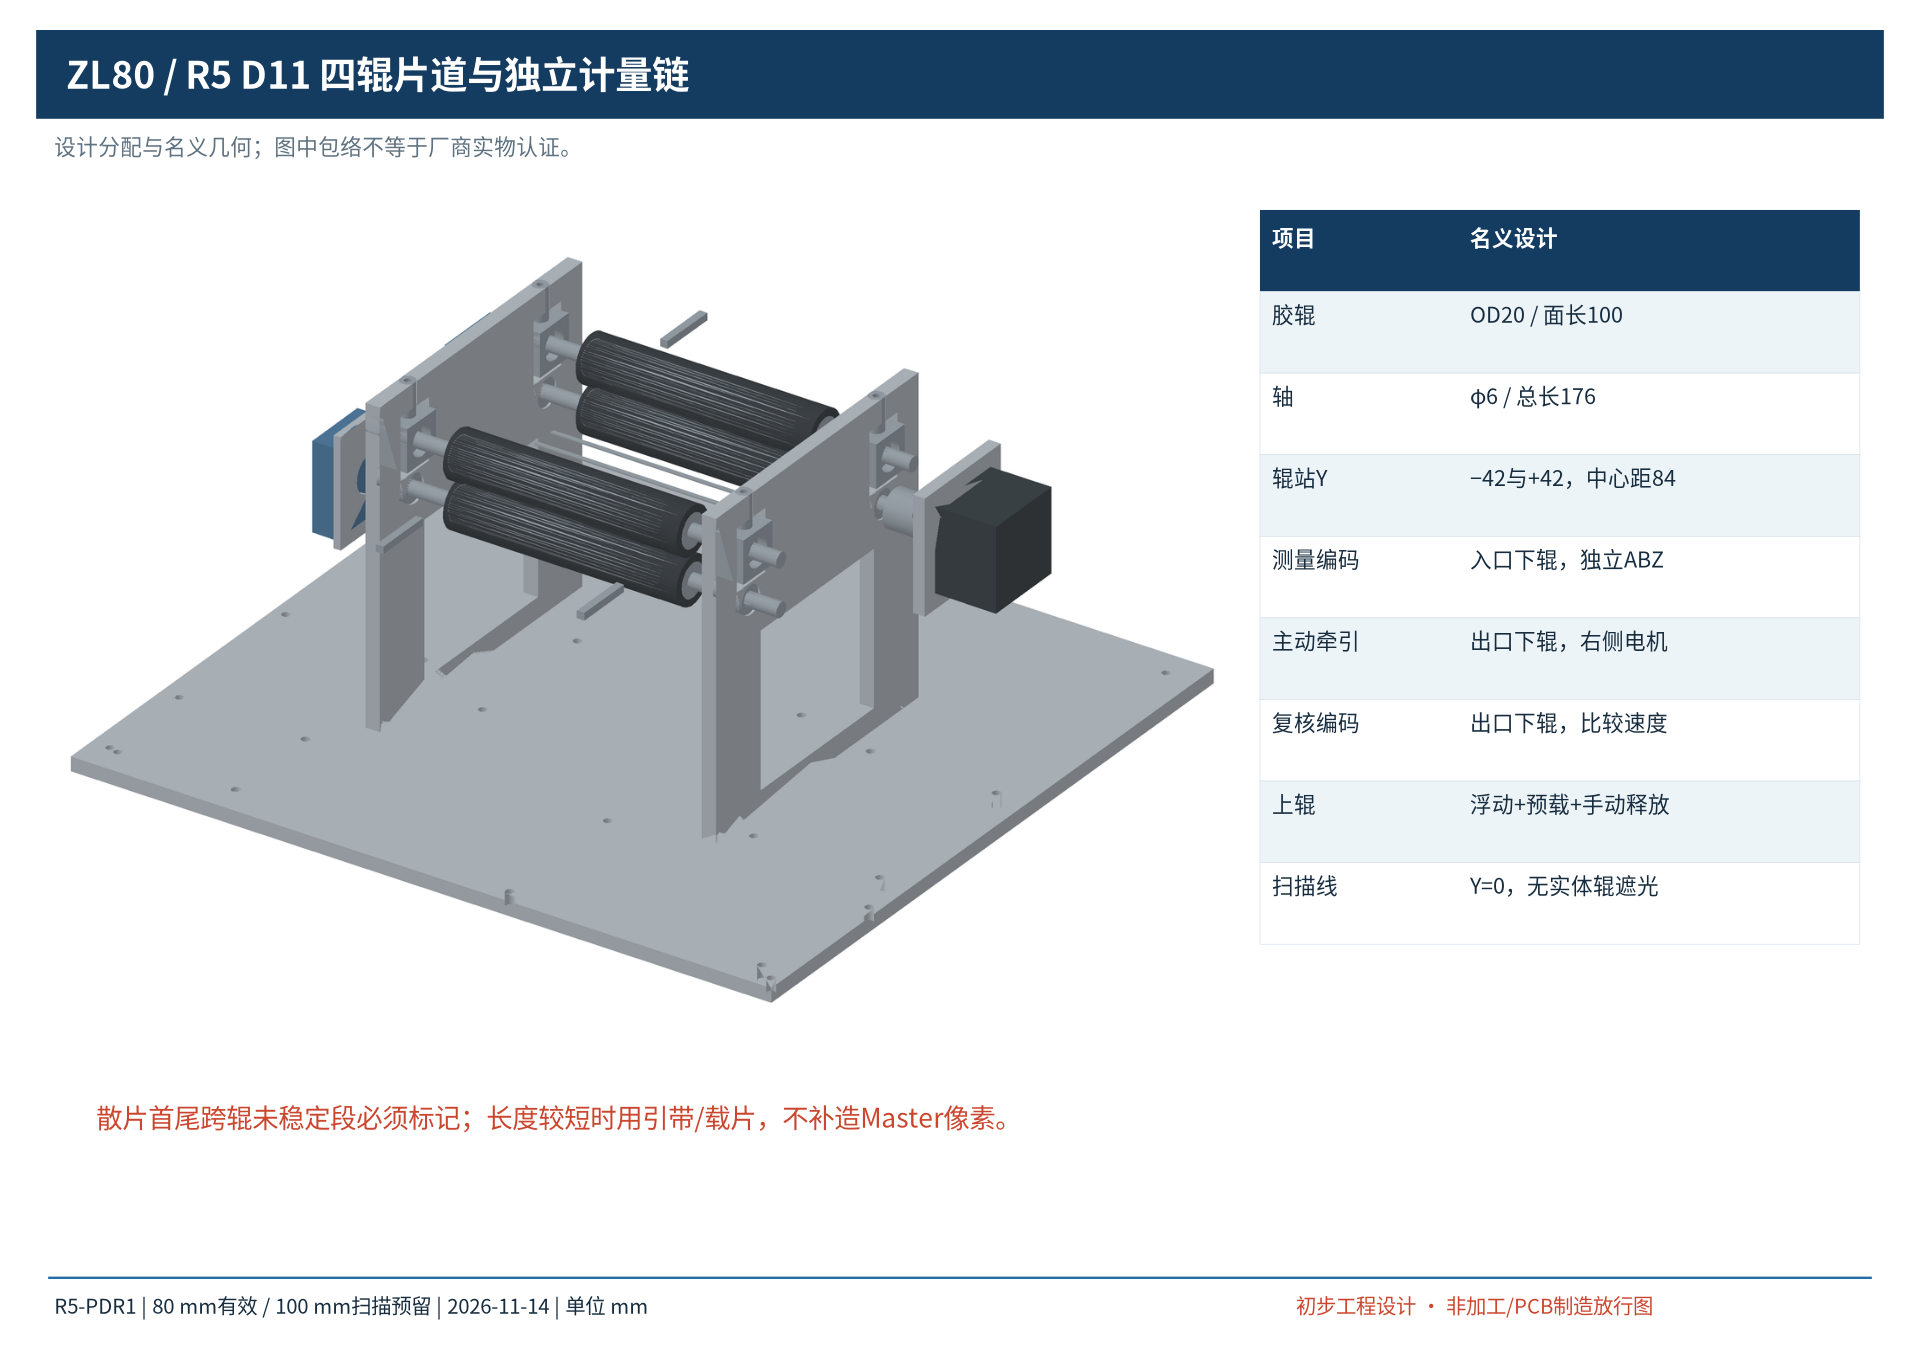 ZL80 / R5 D11 四辊片道与独立计量链
设计分配与名义几何；图中包络不等于厂商实物认证。
项目 名义设计
胶辊 OD20 / 面长100
轴 φ6 / 总长176
辊站Y −42与+42，中心距84
测量编码 入口下辊，独立ABZ
主动牵引 出口下辊，右侧电机
复核编码 出口下辊，比较速度
上辊 浮动+预载+手动释放
扫描线 Y=0，无实体辊遮光
散片首尾跨辊未稳定段必须标记；长度较短时用引带/载片，不补造Master像素。
R5-PDR1 | 80 mm有效 / 100 mm扫描预留 | 2026-11-14 | 单位 mm
初步工程设计 · 非加工/PCB制造放行图